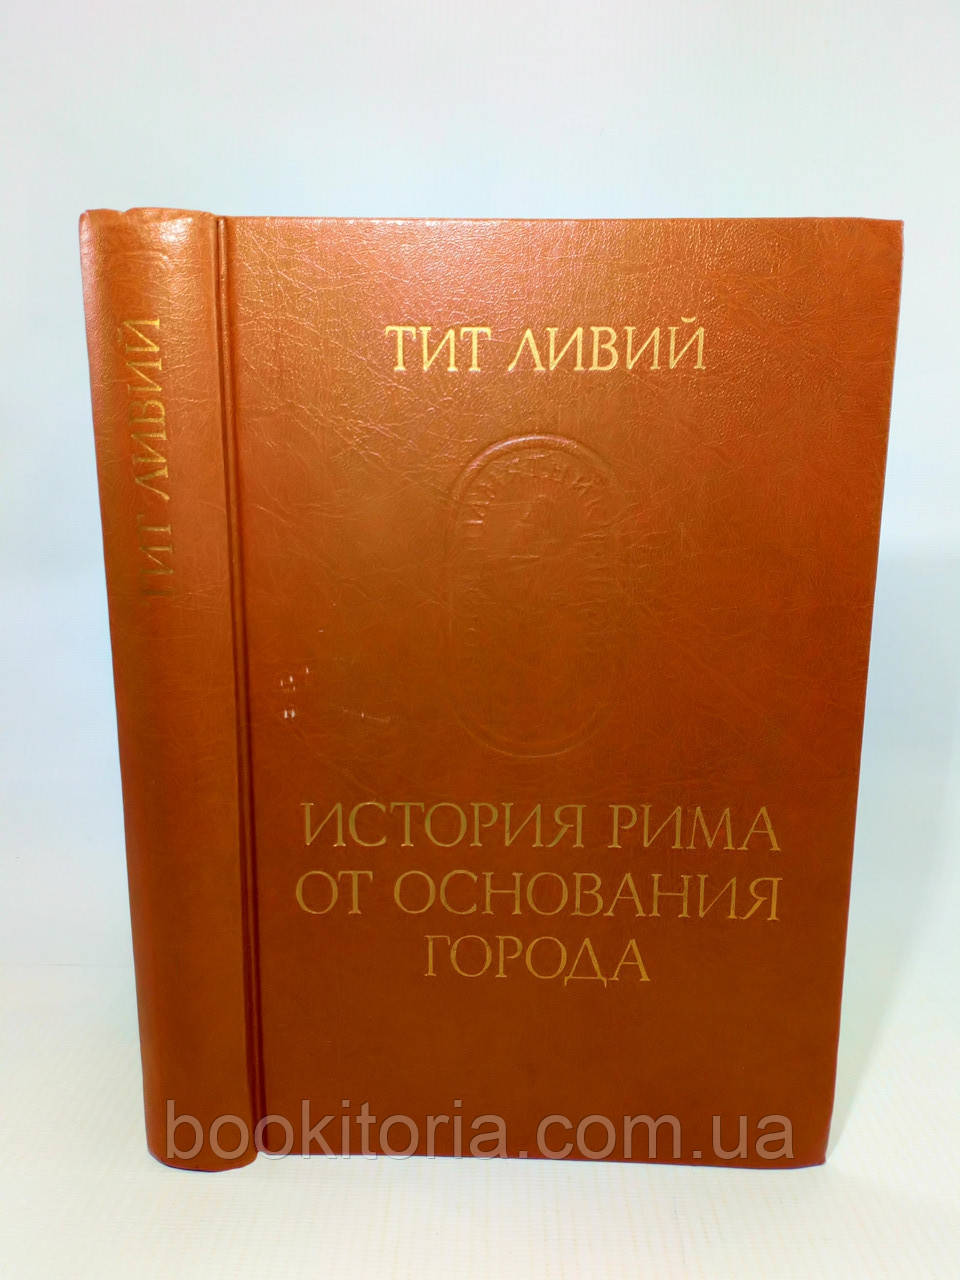 ТИТ ЛИВИЙ
ТИТ ЛИВИЙ
ИСТОРИЯ РИМА
ОТ ОСНОВАНИЯ
ГОРОДА
bookitoria.com.ua